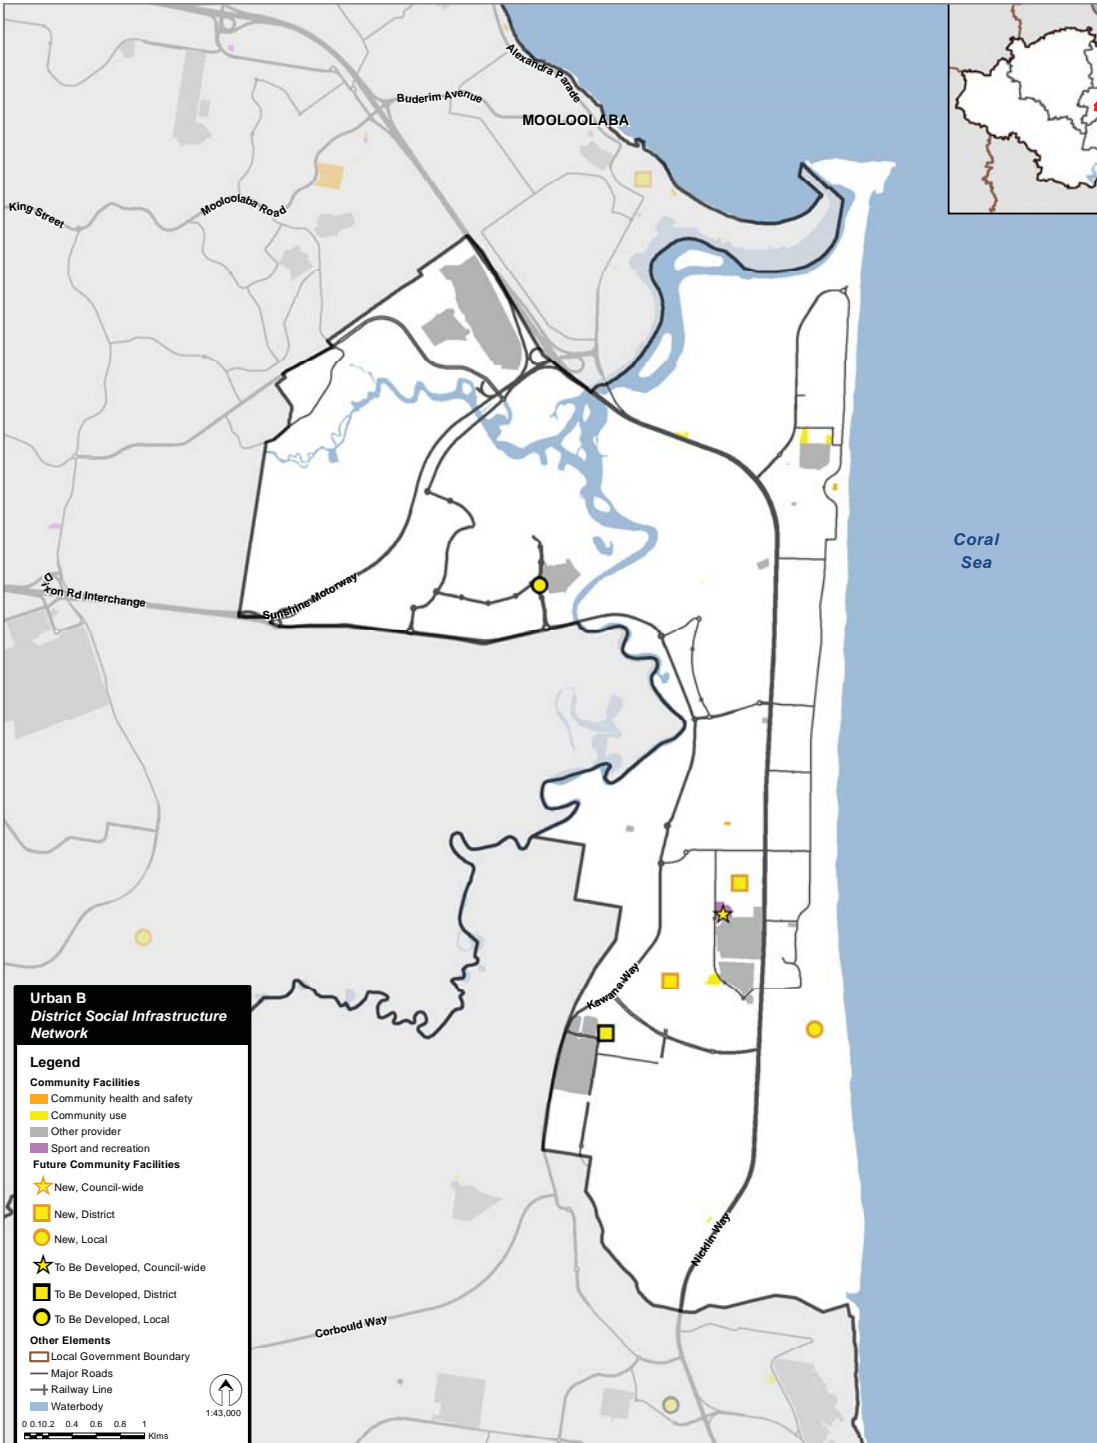 Alexandra Parade
Buderim Avenue
MOOLOOLABA
King Street
Mooloolaba Road
Coral
Sea
Dixon Rd Interchange
Sunshine Motorway
Kawana Way
Nicklin Way
Corbould Way
Urban B
District Social Infrastructure
Network
Legend
Community Facilities
Community health and safety
Community use
Other provider
Sport and recreation
Future Community Facilities
New, Council-wide
New, District
New, Local
To Be Developed, Council-wide
To Be Developed, District
To Be Developed, Local
Other Elements
Local Government Boundary
Major Roads
Railway Line
Waterbody
1:43,000
0 0.10.2 0.4 0.6 0.8 1
Klms